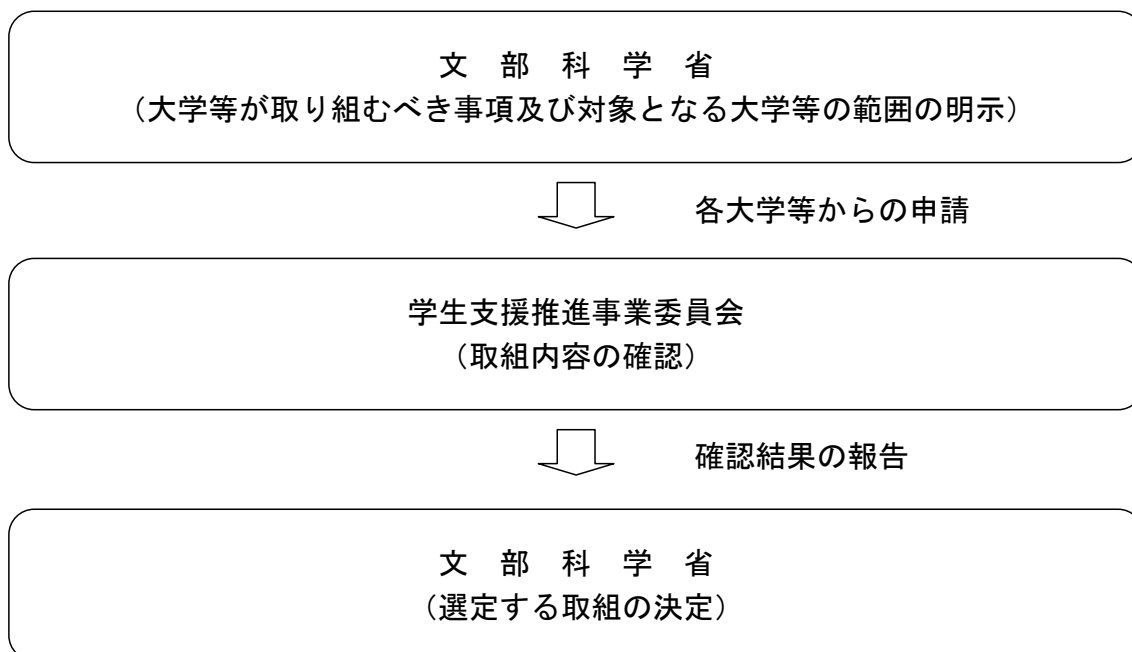 文 部 科 学 省
（大学等が取り組むべき事項及び対象となる大学等の範囲の明示）
各大学等からの申請
学生支援推進事業委員会
（取組内容の確認）
確認結果の報告
文 部 科 学 省
（選定する取組の決定）